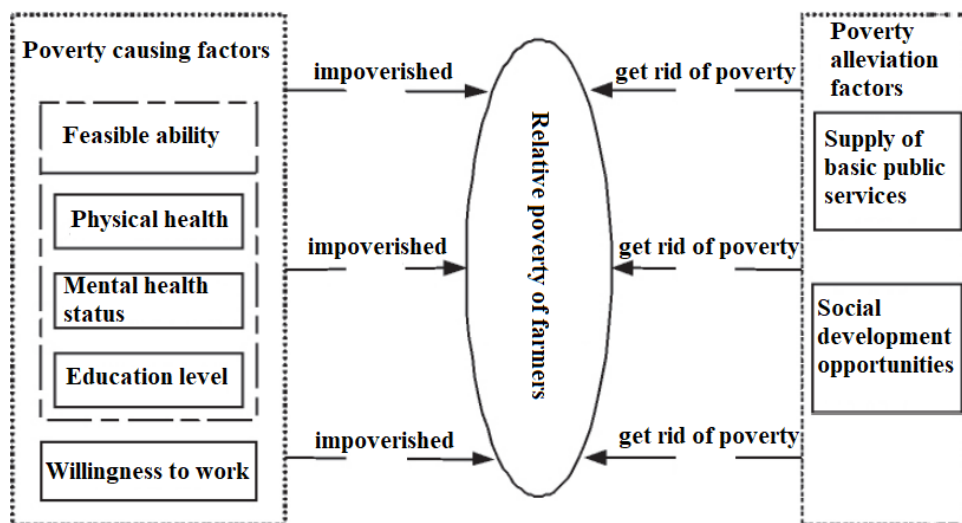 Poverty causing factors
Feasible ability
Physical health
Mental health
status
Education level
Willingness to work
impoverished
impoverished
impoverished
Relative poverty of farmers
get rid of poverty
get rid of poverty
get rid of poverty
Poverty
alleviation
factors
Supply of
basic public
services
Social
development
opportunities